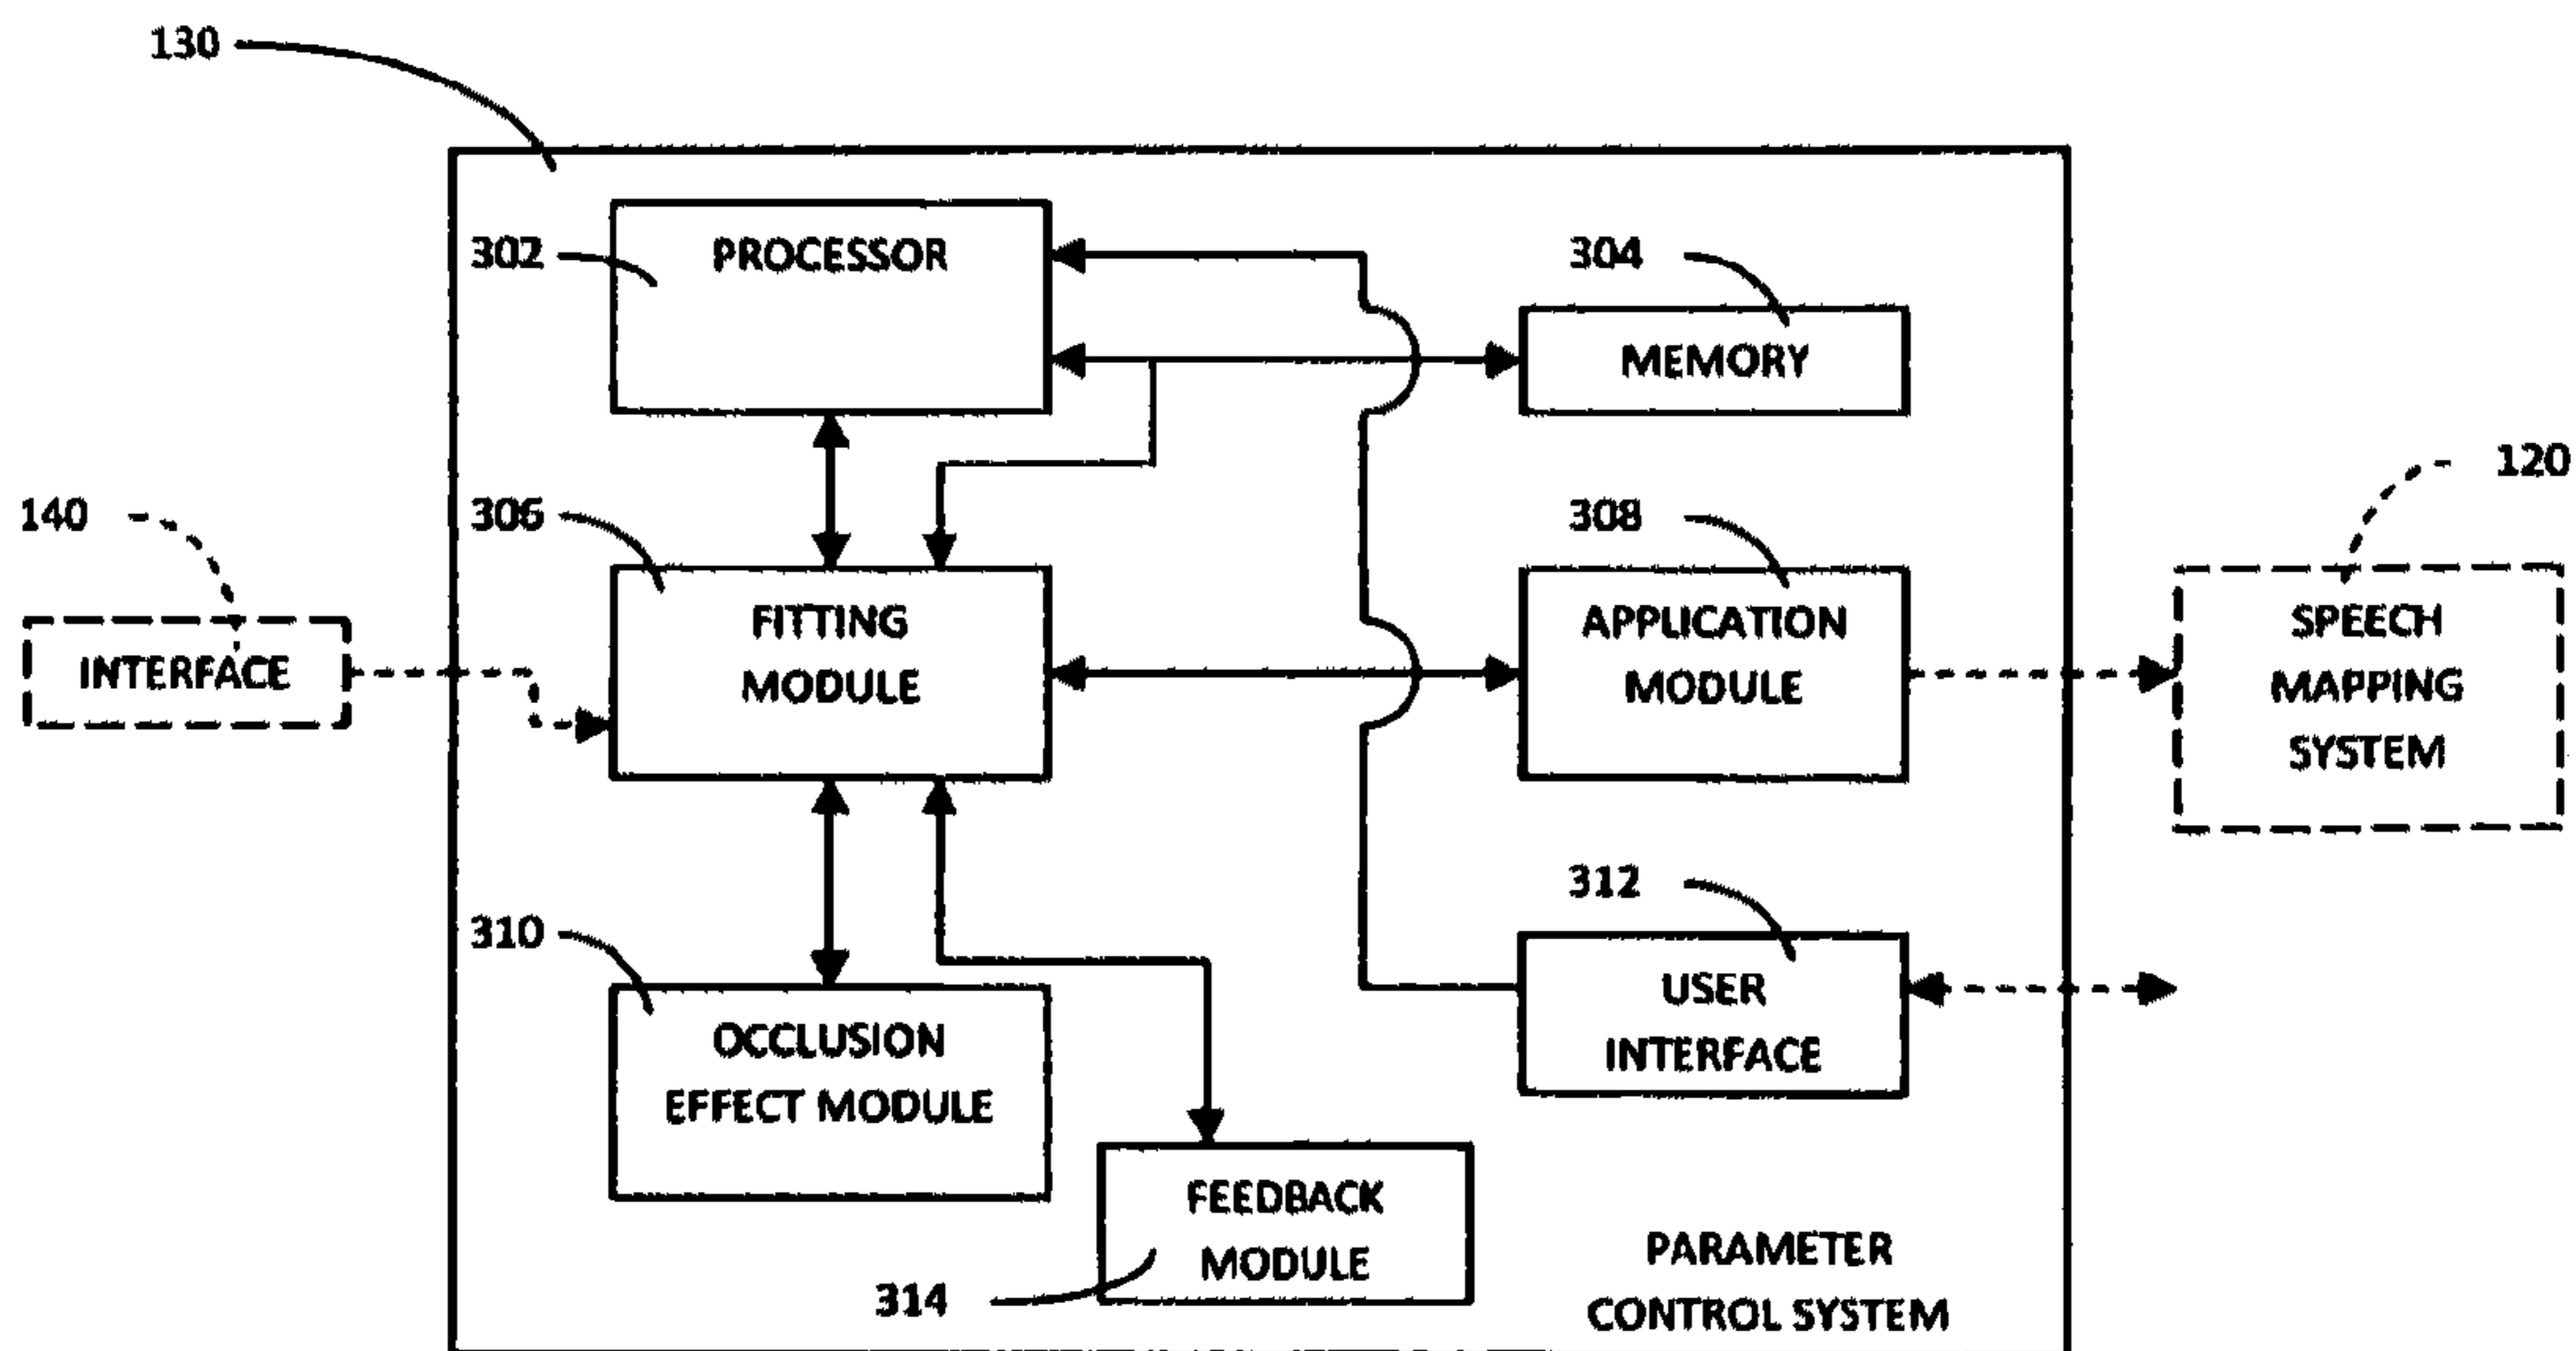 130
302
PROCESSOR
304
MEMORY
120
140
306
308
INTERFACE
FITTING
MODULE
APPLICATION
MODULE
SPEECH
MAPPING
SYSTEM
310
312
OCCLUSION
EFFECT MODULE
USER
INTERFACE
FEEDBACK
MODULE
314
PARAMETER
CONTROL SYSTEM